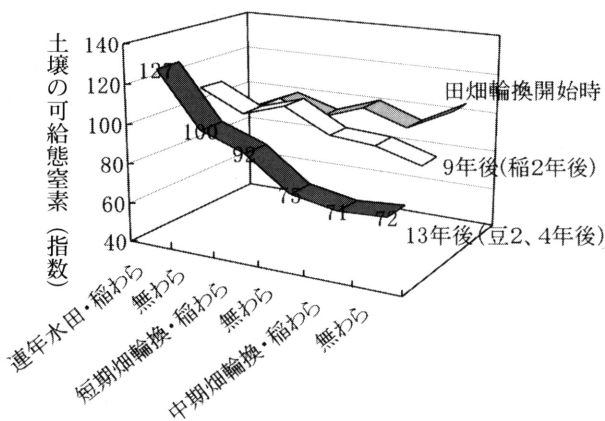 土壌の可給態窒素（指数）
140
120
100
80
60
40
127
100
92
75
71
72
田畑輪換開始時
9年後(稲2年後)
13年後(豆2、4年後)
連年水田・稲わら
無わら
短期畑輪換・稲わら
無わら
中期畑輪換・稲わら
無わら